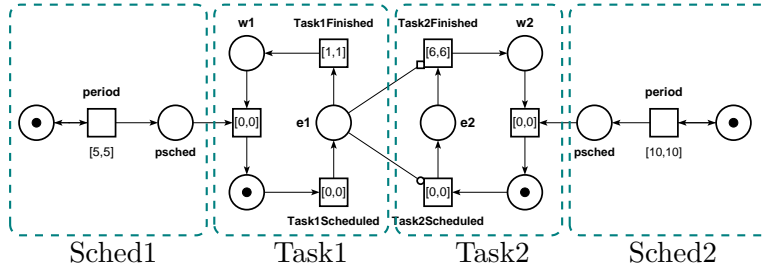 w1
Task1Finished
Task2Finished
w2
[1,1]
[6,6]
period
period
[0,0]
e1
e2
[0,0]
[5,5]
psched
psched
[10,10]
[0,0]
[0,0]
Task1Scheduled
Task2Scheduled
Sched1
Task1
Task2
Sched2